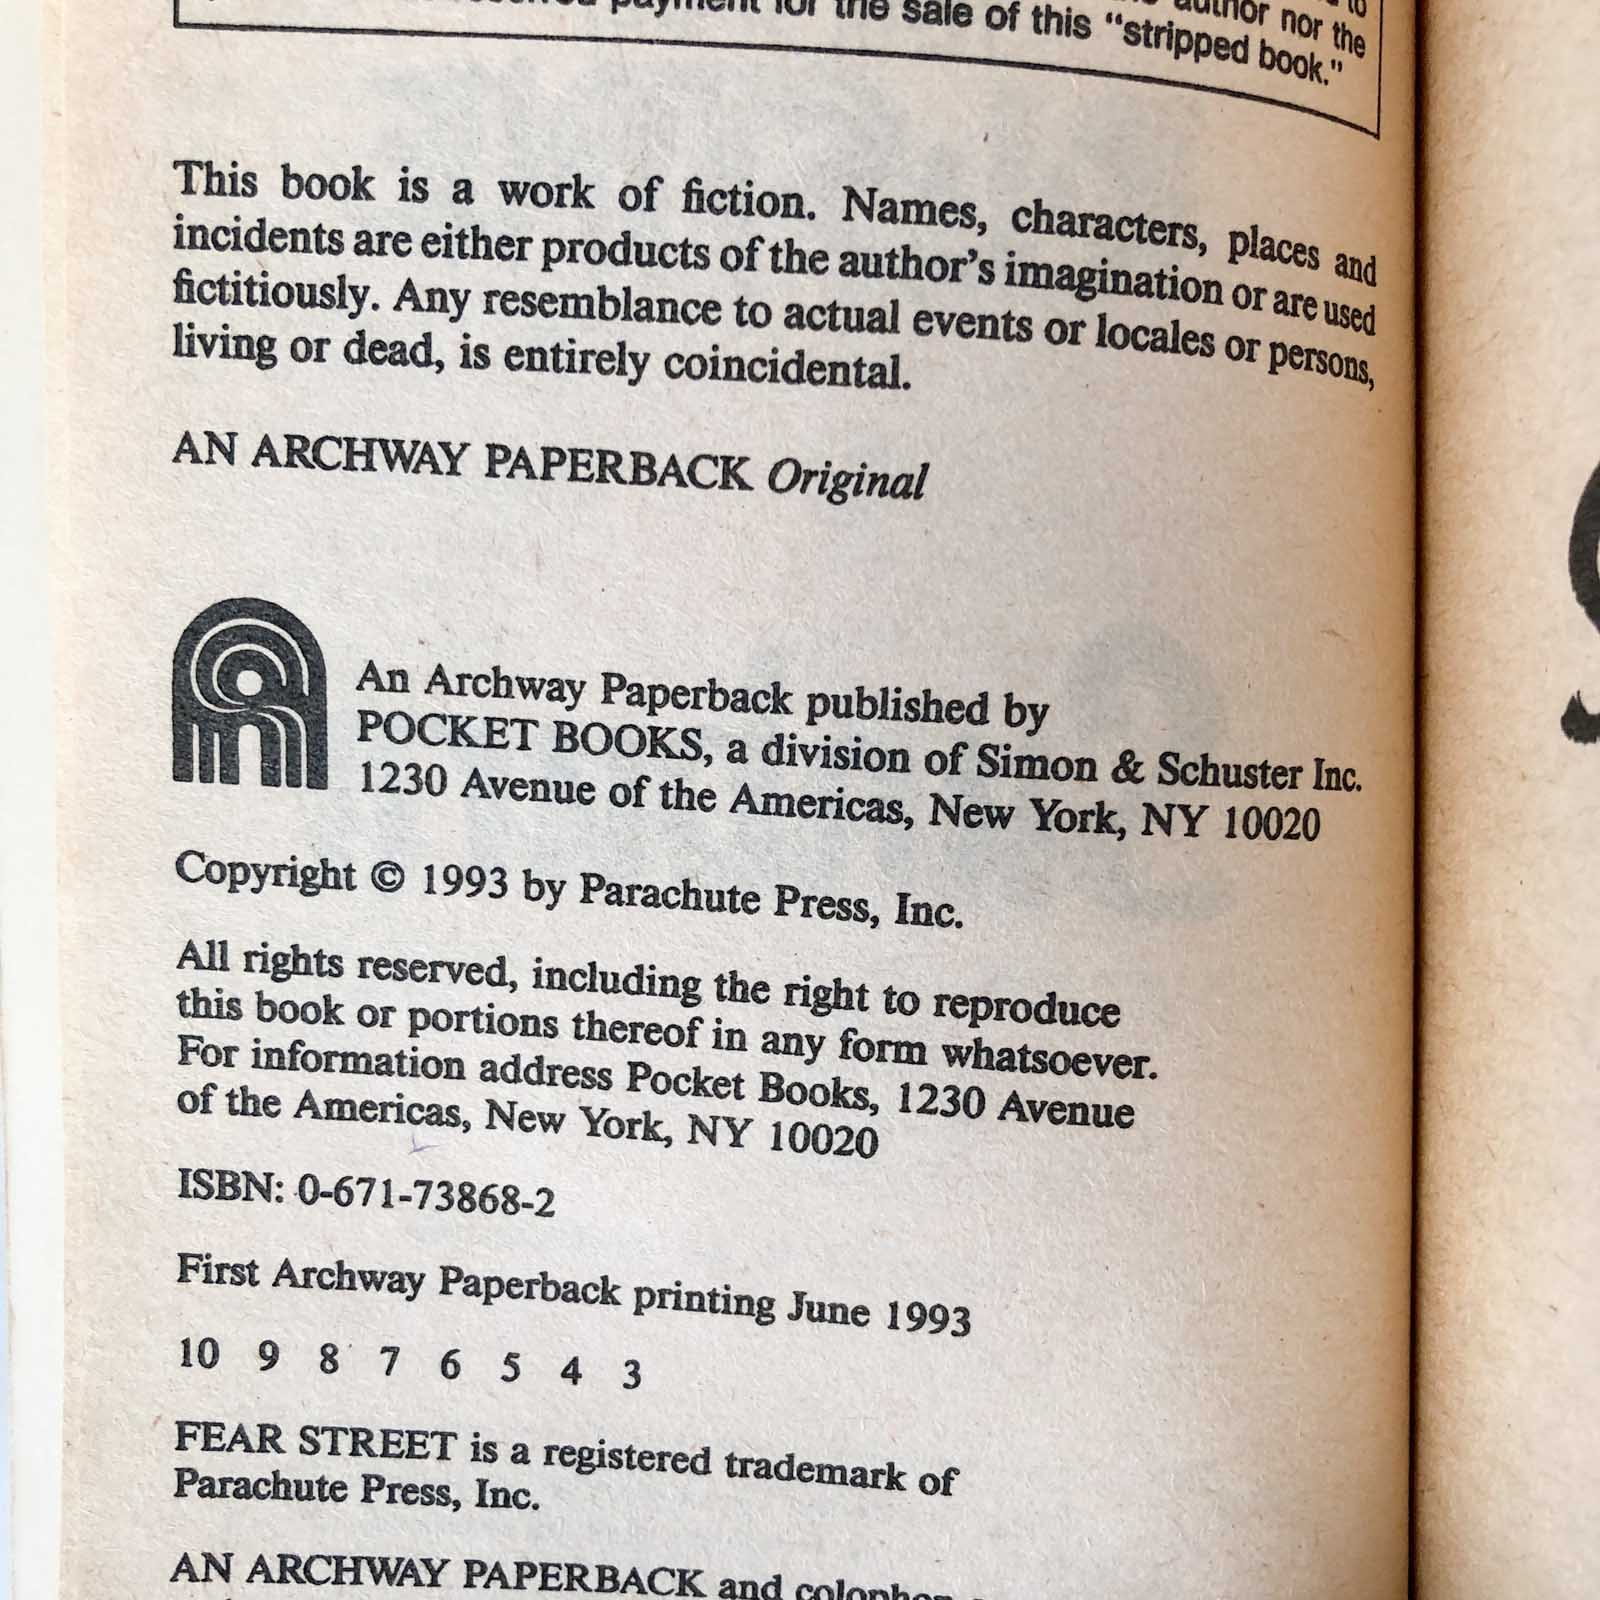 payment for the sale of this "stripped book."
author nor the
This book is a work of fiction. Names, characters, places and
incidents are either products of the author's imagination or are used
fictitiously. Any resemblance to actual events or locales or persons,
living or dead, is entirely coincidental.
AN ARCHWAY PAPERBACK Original
An Archway Paperback published by
POCKET BOOKS, a division of Simon & Schuster Inc.
1230 Avenue of the Americas, New York, NY 10020
Copyright © 1993 by Parachute Press, Inc.
All rights reserved, including the right to reproduce
this book or portions thereof in any form whatsoever.
For information address Pocket Books, 1230 Avenue
of the Americas, New York, NY 10020
ISBN: 0-671-73868-2
First Archway Paperback printing June 1993
10 9 8 7 6 5 4 3
FEAR STREET is a registered trademark of
Parachute Press, Inc.
AN ARCHWAY PAPERBACK and colophon